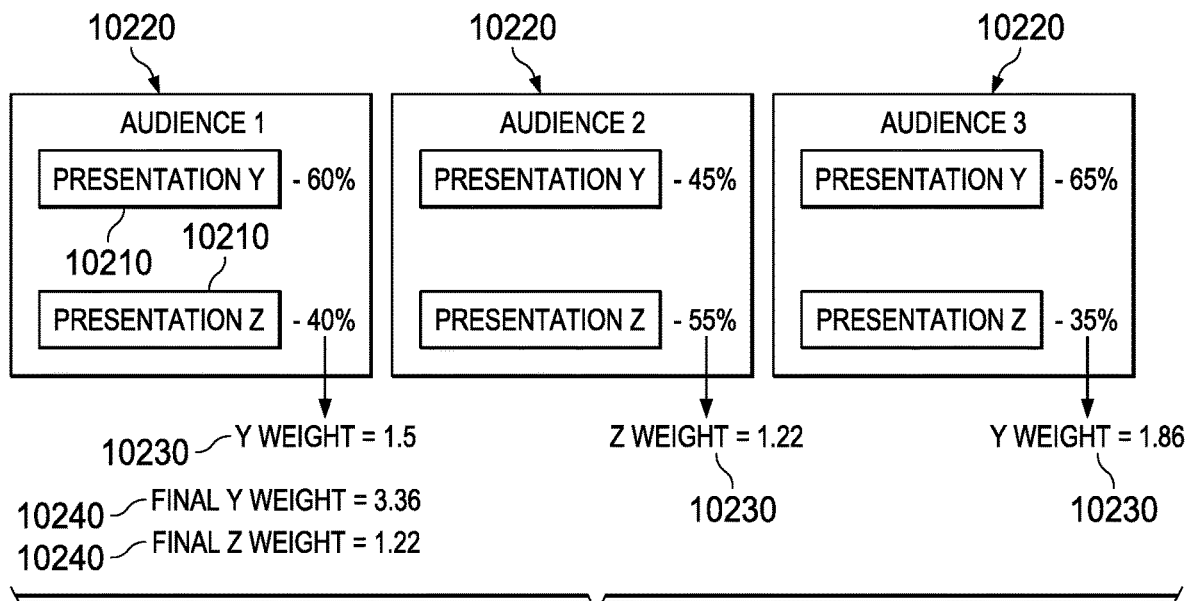 10220 10220 10220
AUDIENCE 1 AUDIENCE 2 AUDIENCE 3
PRESENTATION Y - 60% PRESENTATION Y - 45% PRESENTATION Y - 65%
10210 10210
PRESENTATION Z - 40% PRESENTATION Z - 55% PRESENTATION Z - 35%
10230 Y WEIGHT = 1.5 Z WEIGHT = 1.22 Y WEIGHT = 1.86
10230 10230
10240 FINAL Y WEIGHT = 3.36
10240 FINAL Z WEIGHT = 1.22